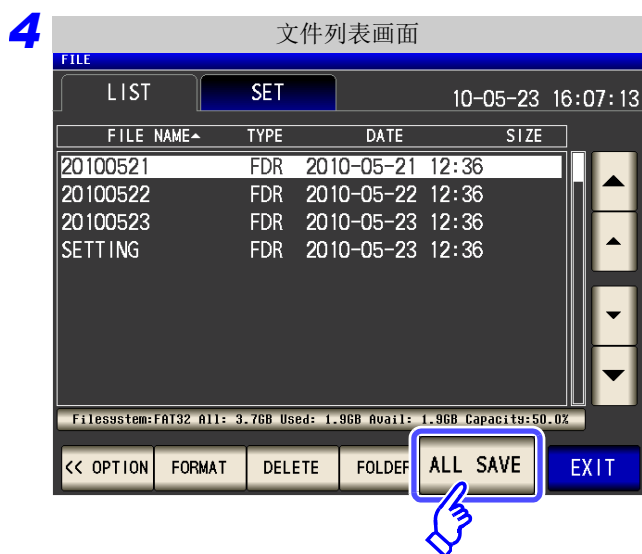 4
文件列表画面
FILE
LIST SET 10-05-23 16:07:13
FILE NAME▲ TYPE DATE SIZE
20100521 FDR 2010-05-21 12:36
20100522 FDR 2010-05-22 12:36
20100523 FDR 2010-05-23 12:36
SETTING FDR 2010-05-23 12:36
Filesystem:FAT32 All: 3.7GB Used: 1.9GB Avail: 1.9GB Capacity:50.0%
<< OPTION FORMAT DELETE FOLDER ALL SAVE EXIT